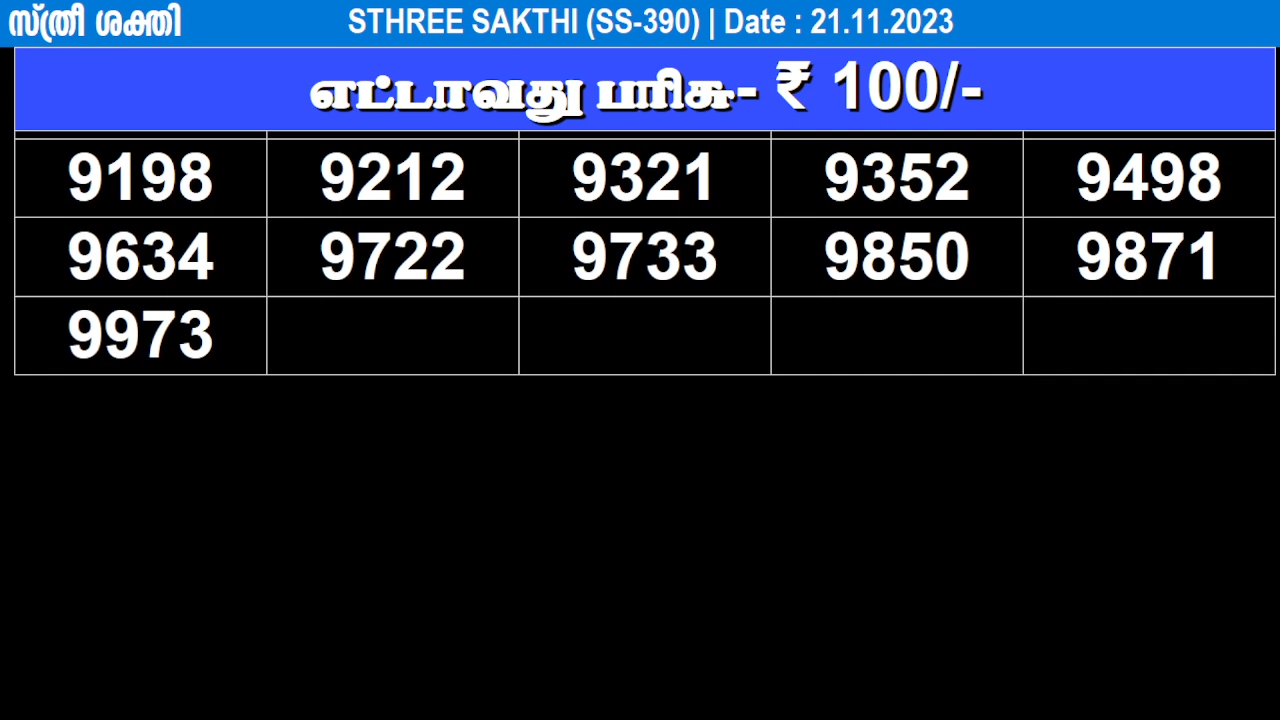 സ്ത്രീ ശക്തി STHREE SAKTHI (SS-390) | Date : 21.11.2023
எட்டாவது பரிசு- ₹ 100/-
9198 9212 9321 9352 9498
9634 9722 9733 9850 9871
9973